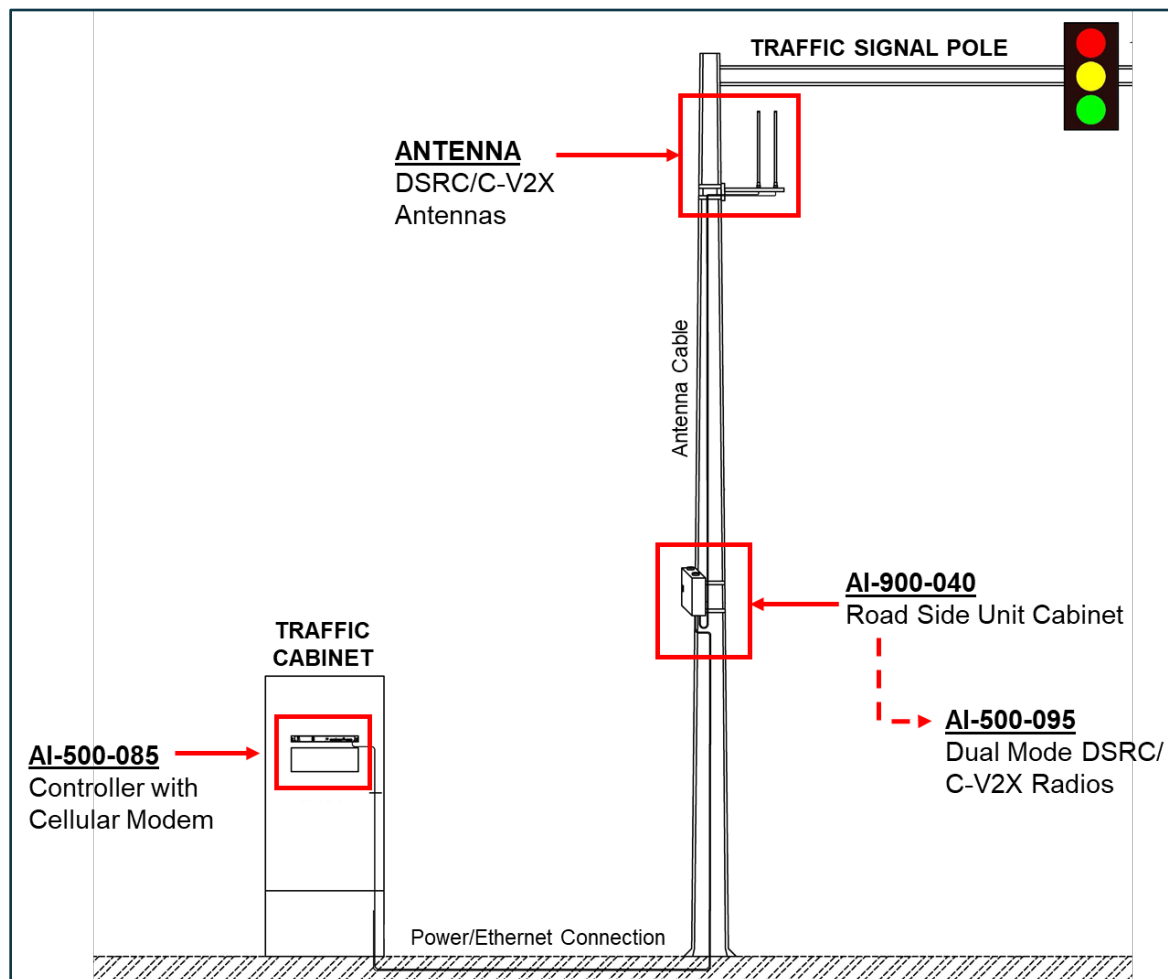 TRAFFIC SIGNAL POLE
ANTENNA
DSRC/C-V2X
Antennas
Antenna Cable
AI-900-040
Road Side Unit Cabinet
TRAFFIC
CABINET
AI-500-095
Dual Mode DSRC/
C-V2X Radios
AI-500-085
Controller with
Cellular Modem
Power/Ethernet Connection